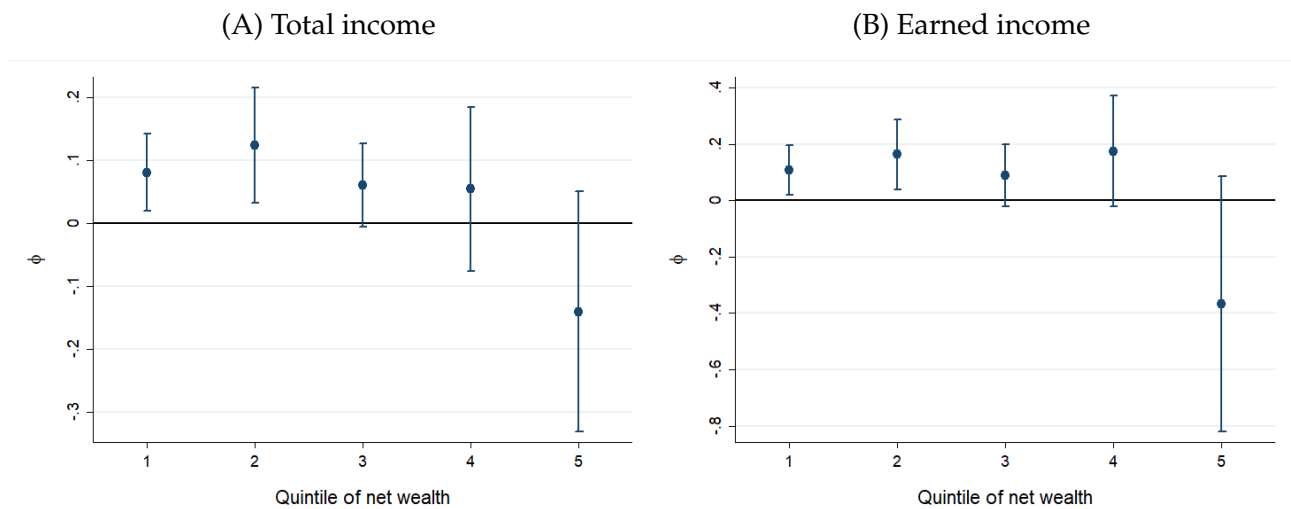 (A) Total income
(B) Earned income
.2
.1
0
-.1
-.2
-.3
ϕ
1 2 3 4 5
Quintile of net wealth
.4
.2
0
-.2
-.4
-.6
-.8
ϕ
1 2 3 4 5
Quintile of net wealth